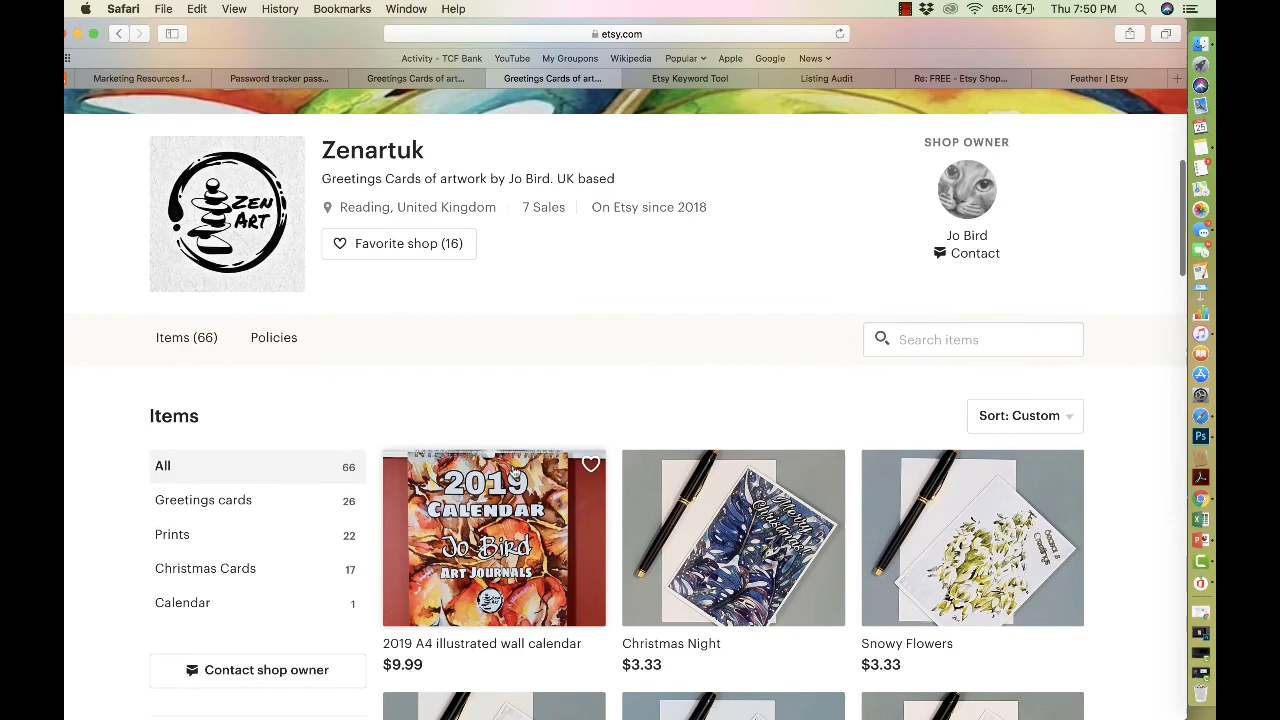 Safari File Edit View History Bookmarks Window Help 65% Thu 7:50 PM
etsy.com
Activity - TCF Bank YouTube My Groupons Wikipedia Popular Apple Google News
Marketing Resources f... Password tracker pass... Greetings Cards of art... Greetings Cards of art... Etsy Keyword Tool Listing Audit Re: FREE - Etsy Shop... Feather | Etsy
ZEN
ART
Zenartuk
Greetings Cards of artwork by Jo Bird. UK based
Reading, United Kingdom 7 Sales On Etsy since 2018
Favorite shop (16)
SHOP OWNER
Jo Bird
Contact
Items (66) Policies
Search items
Items
Sort: Custom
All 66
Greetings cards 26
Prints 22
Christmas Cards 17
Calendar 1
Contact shop owner
2019
CALENDAR
Jo Bird
ART JOURNALS
Merry
Christmas
2019 A4 illustrated wall calendar
$9.99
Christmas Night
$3.33
Snowy Flowers
$3.33